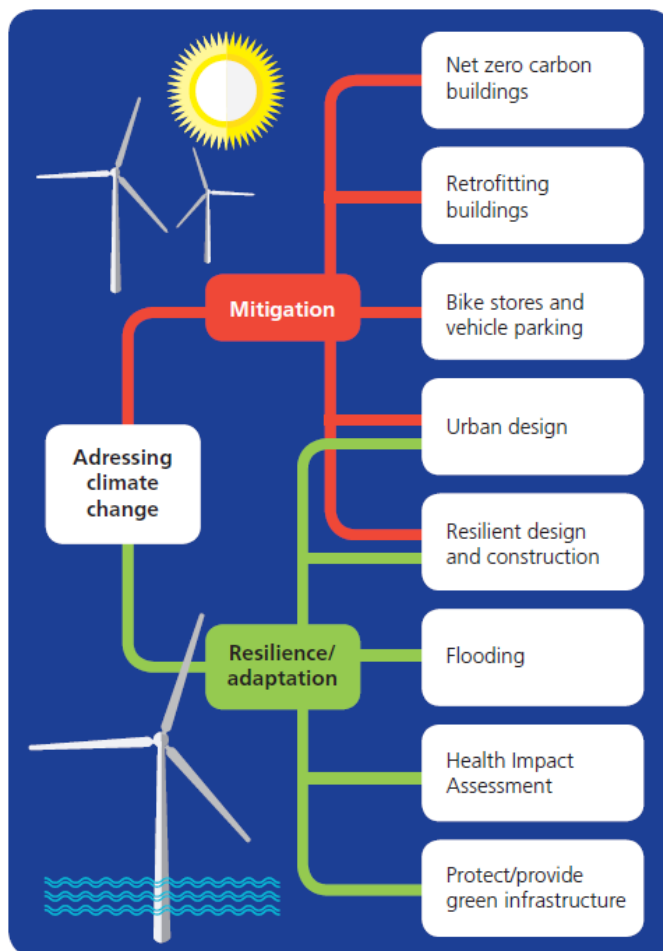 Net zero carbon
buildings
Retrofitting
buildings
Mitigation
Bike stores and
vehicle parking
Urban design
Adressing
climate
change
Resilient design
and construction
Resilience/
adaptation
Flooding
Health Impact
Assessment
Protect/provide
green infrastructure